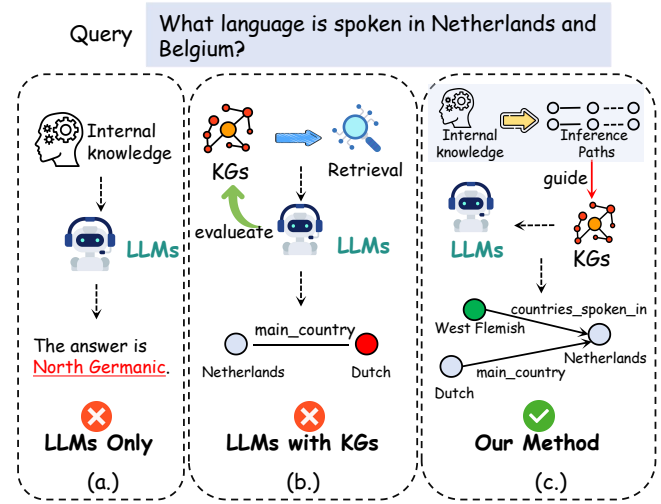 Query
What language is spoken in Netherlands and
Belgium?
Internal
knowledge
LLMs
The answer is
North Germanic.
LLMs Only
(a.)
KGs
Retrieval
evalueate
LLMs
main_country
Netherlands
Dutch
LLMs with KGs
(b.)
Internal
knowledge
Inference
Paths
guide
LLMs
KGs
countries_spoken_in
West Flemish
Netherlands
main_country
Dutch
Our Method
(c.)